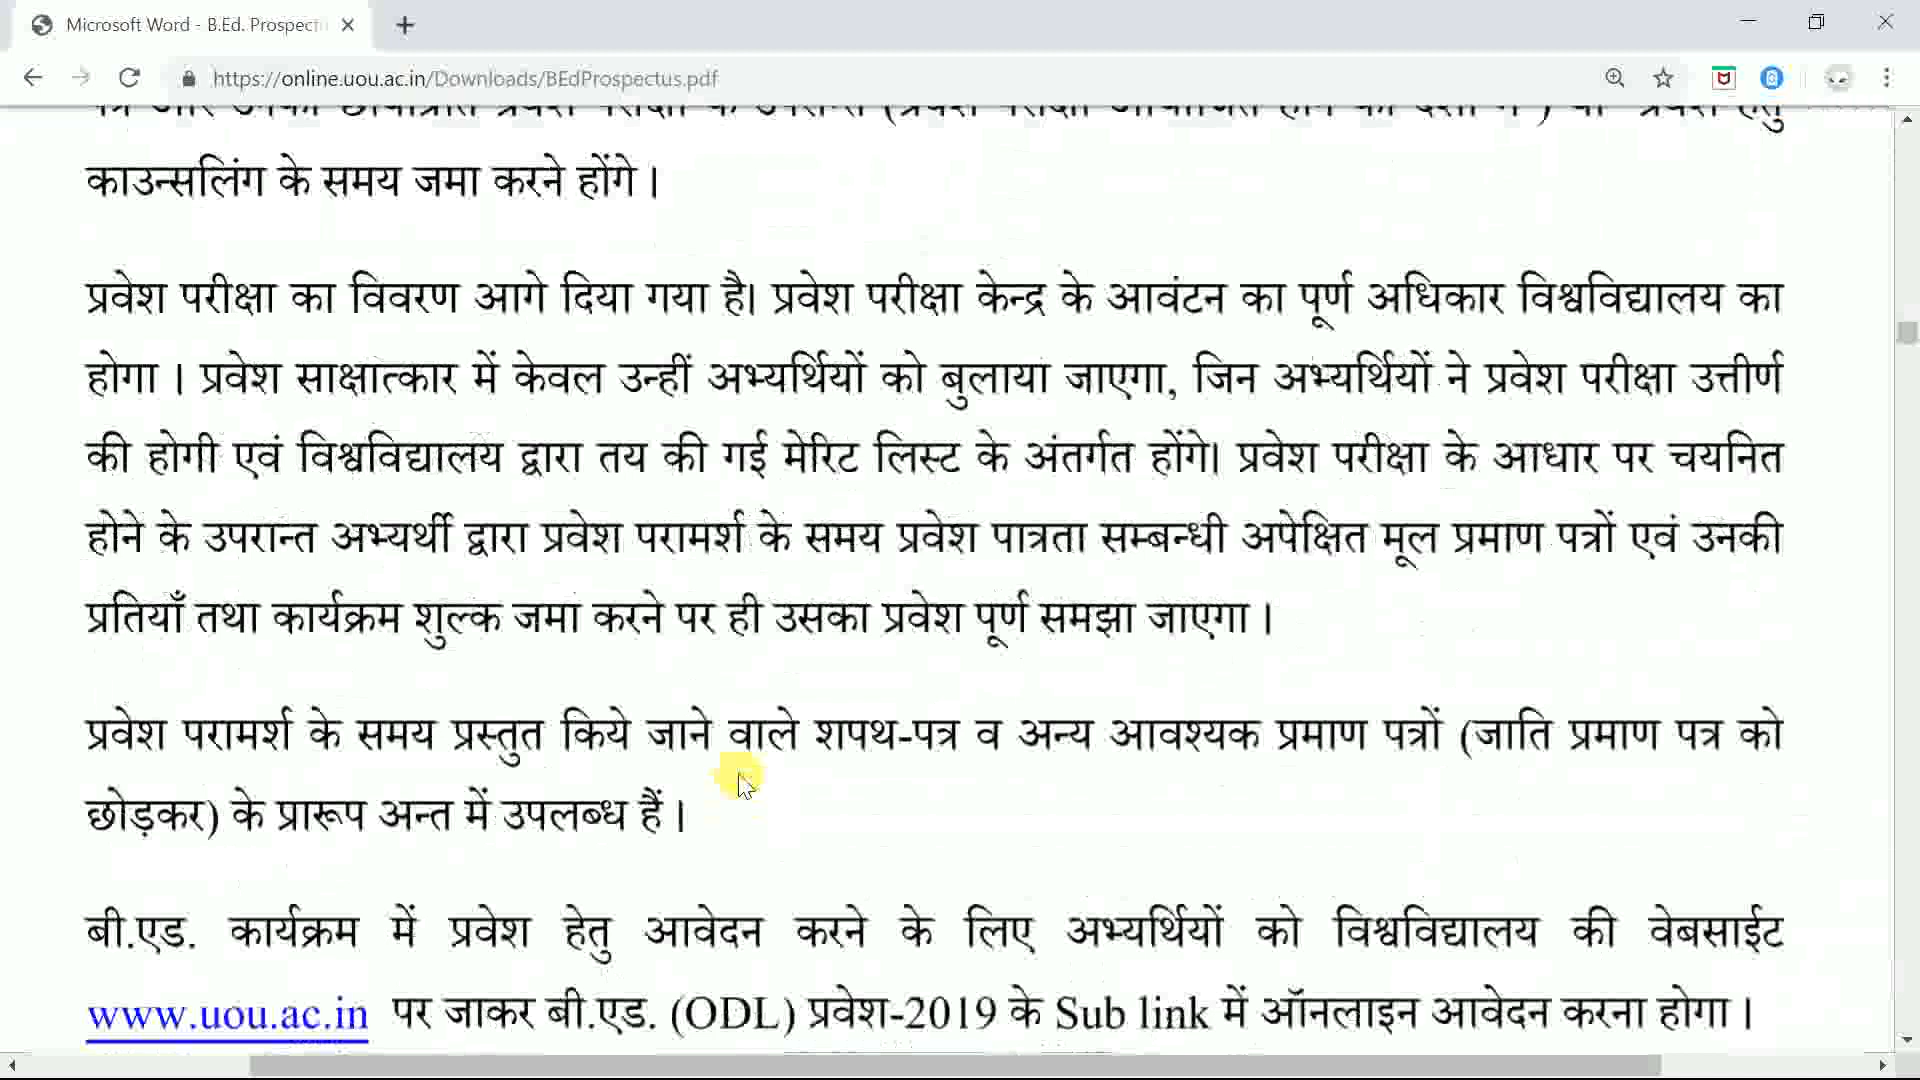 Microsoft Word - B.Ed. Prospectu
https://online.uou.ac.in/Downloads/BEdProspectus.pdf
काउन्सलिंग के समय जमा करने होंगे ।
प्रवेश परीक्षा का विवरण आगे दिया गया है। प्रवेश परीक्षा केन्द्र के आवंटन का पूर्ण अधिकार विश्वविद्यालय का
होगा । प्रवेश साक्षात्कार में केवल उन्हीं अभ्यर्थियों को बुलाया जाएगा, जिन अभ्यर्थियों ने प्रवेश परीक्षा उत्तीर्ण
की होगी एवं विश्वविद्यालय द्वारा तय की गई मेरिट लिस्ट के अंतर्गत होंगे। प्रवेश परीक्षा के आधार पर चयनित
होने के उपरान्त अभ्यर्थी द्वारा प्रवेश परामर्श के समय प्रवेश पात्रता सम्बन्धी अपेक्षित मूल प्रमाण पत्रों एवं उनकी
प्रतियाँ तथा कार्यक्रम शुल्क जमा करने पर ही उसका प्रवेश पूर्ण समझा जाएगा ।
प्रवेश परामर्श के समय प्रस्तुत किये जाने वाले शपथ-पत्र व अन्य आवश्यक प्रमाण पत्रों (जाति प्रमाण पत्र को
छोड़कर) के प्रारूप अन्त में उपलब्ध हैं ।
बी.एड. कार्यक्रम में प्रवेश हेतु आवेदन करने के लिए अभ्यर्थियों को विश्वविद्यालय की वेबसाईट
www.uou.ac.in पर जाकर बी.एड. (ODL) प्रवेश-2019 के Sub link में ऑनलाइन आवेदन करना होगा ।